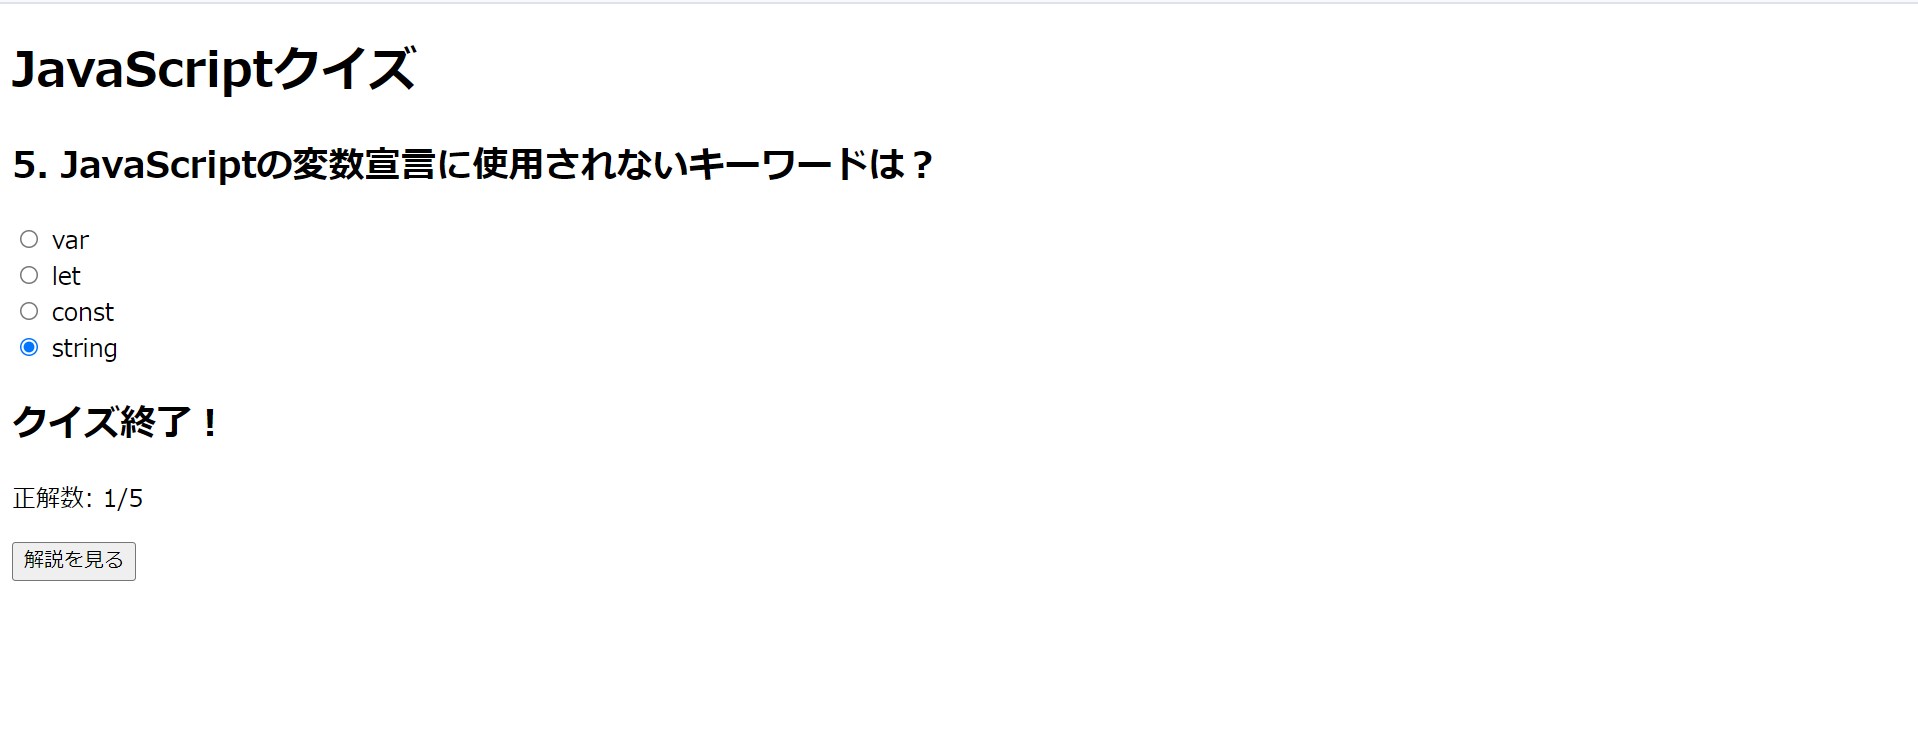 JavaScriptクイズ
5. JavaScriptの変数宣言に使用されないキーワードは？
var
let
const
string
クイズ終了！
正解数: 1/5
解説を見る